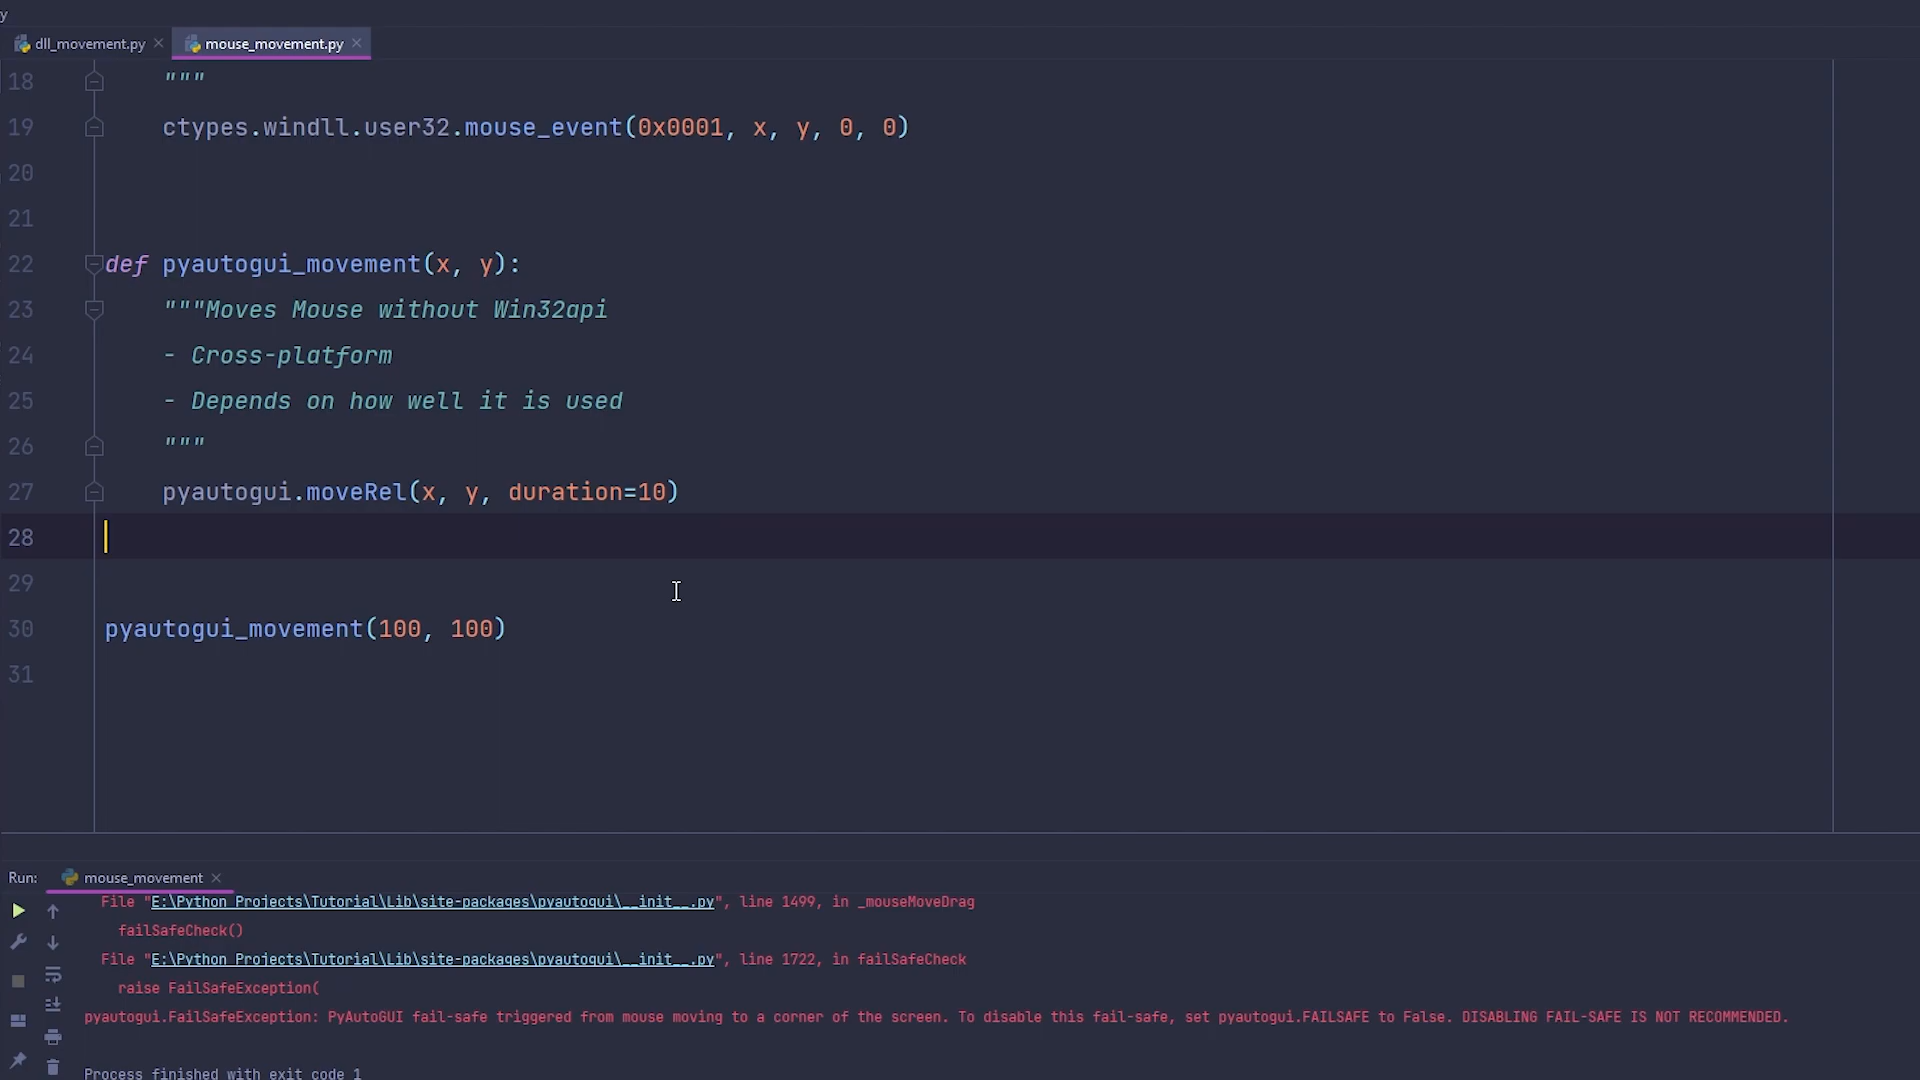 y
dll_movement.py
mouse_movement.py
18 """
19 ctypes.windll.user32.mouse_event(0x0001, x, y, 0, 0)
20
21
22 def pyautogui_movement(x, y):
23 """Moves Mouse without Win32api
24 - Cross-platform
25 - Depends on how well it is used
26 """
27 pyautogui.moveRel(x, y, duration=10)
28
29
30 pyautogui_movement(100, 100)
31
Run: mouse_movement
File "E:\Python Projects\Tutorial\Lib\site-packages\pyautogui\__init__.py", line 1499, in _mouseMoveDrag
failSafeCheck()
File "E:\Python Projects\Tutorial\Lib\site-packages\pyautogui\__init__.py", line 1722, in failSafeCheck
raise FailSafeException(
pyautogui.FailSafeException: PyAutoGUI fail-safe triggered from mouse moving to a corner of the screen. To disable this fail-safe, set pyautogui.FAILSAFE to False. DISABLING FAIL-SAFE IS NOT RECOMMENDED.
Process finished with exit code 1